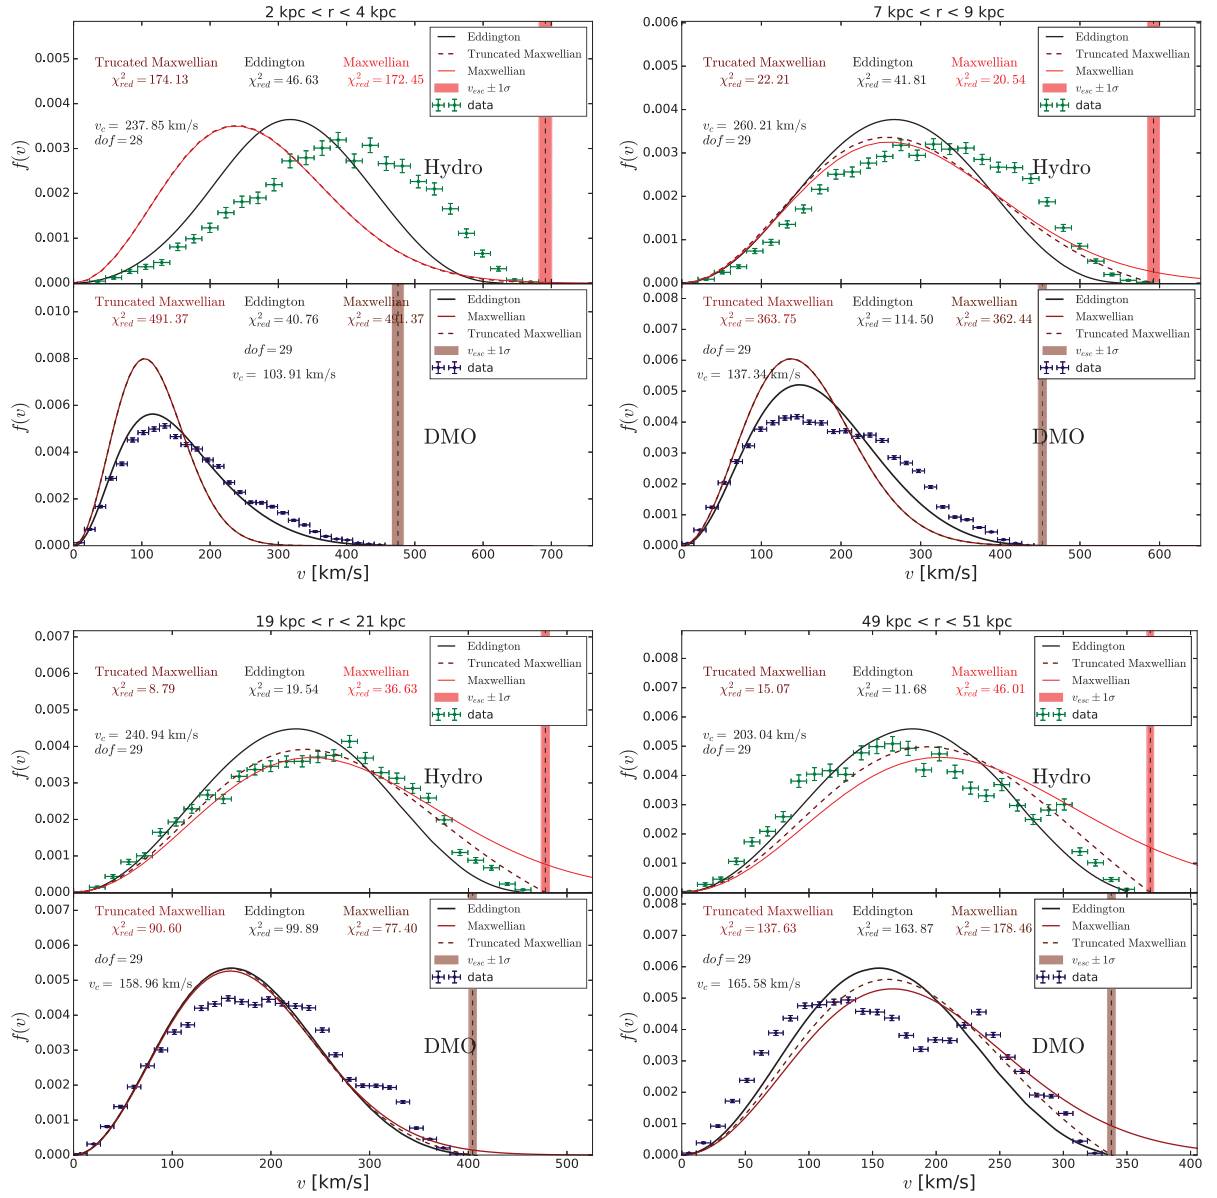 2 kpc < r < 4 kpc
Trucated Maxwellian Eddington Maxwellian
χ²red = 174.13 χ²red = 46.63 χ²red = 172.45
v_c = 237.85 km/s
dof = 28
Eddington
Truncated Maxwellian
Maxwellian
v_esc ± 1σ
data
Hydro
f(v)
0.005
0.004
0.003
0.002
0.001
0.000
Truncated Maxwellian Eddington Maxwellian
χ²red = 491.37 χ²red = 40.76 χ²red = 491.37
dof = 29
v_c = 103.91 km/s
Eddington
Maxwellian
Truncated Maxwellian
v_esc ± 1σ
data
DMO
f(v)
0.010
0.008
0.006
0.004
0.002
0.000
0 100 200 300 400 500 600 700
v [km/s]
7 kpc < r < 9 kpc
Trucated Maxwellian Eddington Maxwellian
χ²red = 22.21 χ²red = 41.81 χ²red = 20.54
v_c = 260.21 km/s
dof = 29
Eddington
Truncated Maxwellian
Maxwellian
v_esc ± 1σ
data
Hydro
f(v)
0.006
0.005
0.004
0.003
0.002
0.001
0.000
Truncated Maxwellian Eddington Maxwellian
χ²red = 363.75 χ²red = 114.50 χ²red = 362.44
dof = 29
v_c = 137.34 km/s
Eddington
Maxwellian
Truncated Maxwellian
v_esc ± 1σ
data
DMO
f(v)
0.008
0.007
0.006
0.005
0.004
0.003
0.002
0.001
0.000
0 100 200 300 400 500 600
v [km/s]
19 kpc < r < 21 kpc
Trucated Maxwellian Eddington Maxwellian
χ²red = 8.79 χ²red = 19.54 χ²red = 36.63
v_c = 240.94 km/s
dof = 29
Eddington
Truncated Maxwellian
Maxwellian
v_esc ± 1σ
data
Hydro
f(v)
0.007
0.006
0.005
0.004
0.003
0.002
0.001
0.000
Truncated Maxwellian Eddington Maxwellian
χ²red = 90.60 χ²red = 99.89 χ²red = 77.40
dof = 29
v_c = 158.96 km/s
Eddington
Maxwellian
Truncated Maxwellian
v_esc ± 1σ
data
DMO
f(v)
0.007
0.006
0.005
0.004
0.003
0.002
0.001
0.000
0 100 200 300 400 500
v [km/s]
49 kpc < r < 51 kpc
Trucated Maxwellian Eddington Maxwellian
χ²red = 15.07 χ²red = 11.68 χ²red = 46.01
v_c = 203.04 km/s
dof = 29
Eddington
Truncated Maxwellian
Maxwellian
v_esc ± 1σ
data
Hydro
f(v)
0.008
0.007
0.006
0.005
0.004
0.003
0.002
0.001
0.000
Truncated Maxwellian Eddington Maxwellian
χ²red = 137.63 χ²red = 163.87 χ²red = 178.46
dof = 29
v_c = 165.58 km/s
Eddington
Maxwellian
Truncated Maxwellian
v_esc ± 1σ
data
DMO
f(v)
0.008
0.007
0.006
0.005
0.004
0.003
0.002
0.001
0.000
0 50 100 150 200 250 300 350 400
v [km/s]